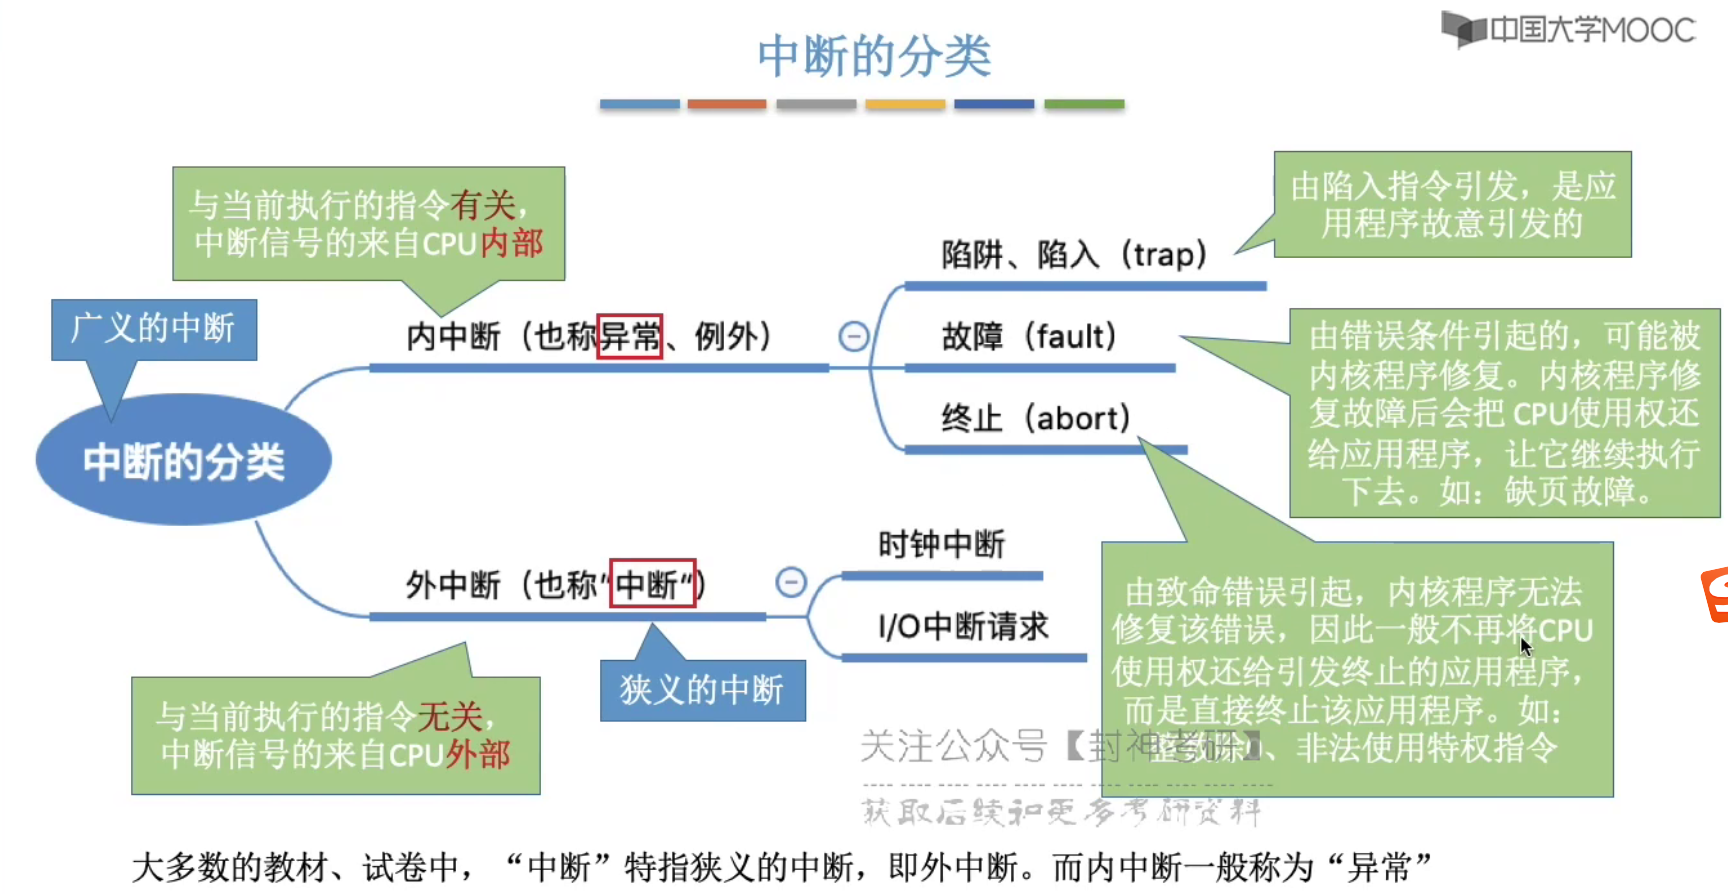 中国大学MOOC
中断的分类
与当前执行的指令有关，
中断信号的来自CPU内部
由陷入指令引发，是应
用程序故意引发的
陷阱、陷入（trap）
广义的中断
内中断（也称异常、例外）
故障（fault）
由错误条件引起的，可能被
内核程序修复。内核程序修
复故障后会把 CPU使用权还
给应用程序，让它继续执行
下去。如：缺页故障。
终止（abort）
中断的分类
时钟中断
外中断（也称"中断"）
I/O中断请求
由致命错误引起，内核程序无法
修复该错误，因此一般不再将CPU
使用权还给引发终止的应用程序，
而是直接终止该应用程序。如：
整数除0、非法使用特权指令
狭义的中断
与当前执行的指令无关，
中断信号的来自CPU外部
关注公众号【封神考研】
获取后续和更多考研资料
大多数的教材、试卷中，“中断”特指狭义的中断，即外中断。而内中断一般称为“异常”